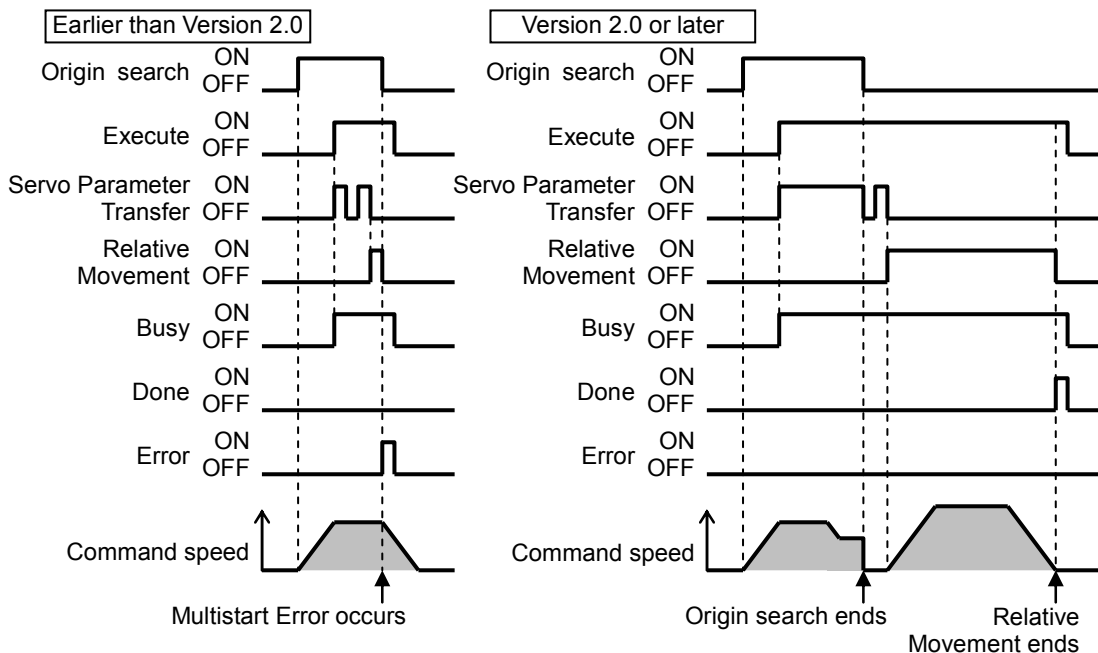 Earlier than Version 2.0
Origin search ON
OFF
Execute ON
OFF
Servo Parameter ON
Transfer OFF
Relative ON
Movement OFF
Busy ON
OFF
Done ON
OFF
Error ON
OFF
Command speed
Multistart Error occurs
Version 2.0 or later
Origin search ON
OFF
Execute ON
OFF
Servo Parameter ON
Transfer OFF
Relative ON
Movement OFF
Busy ON
OFF
Done ON
OFF
Error ON
OFF
Command speed
Origin search ends
Relative
Movement ends